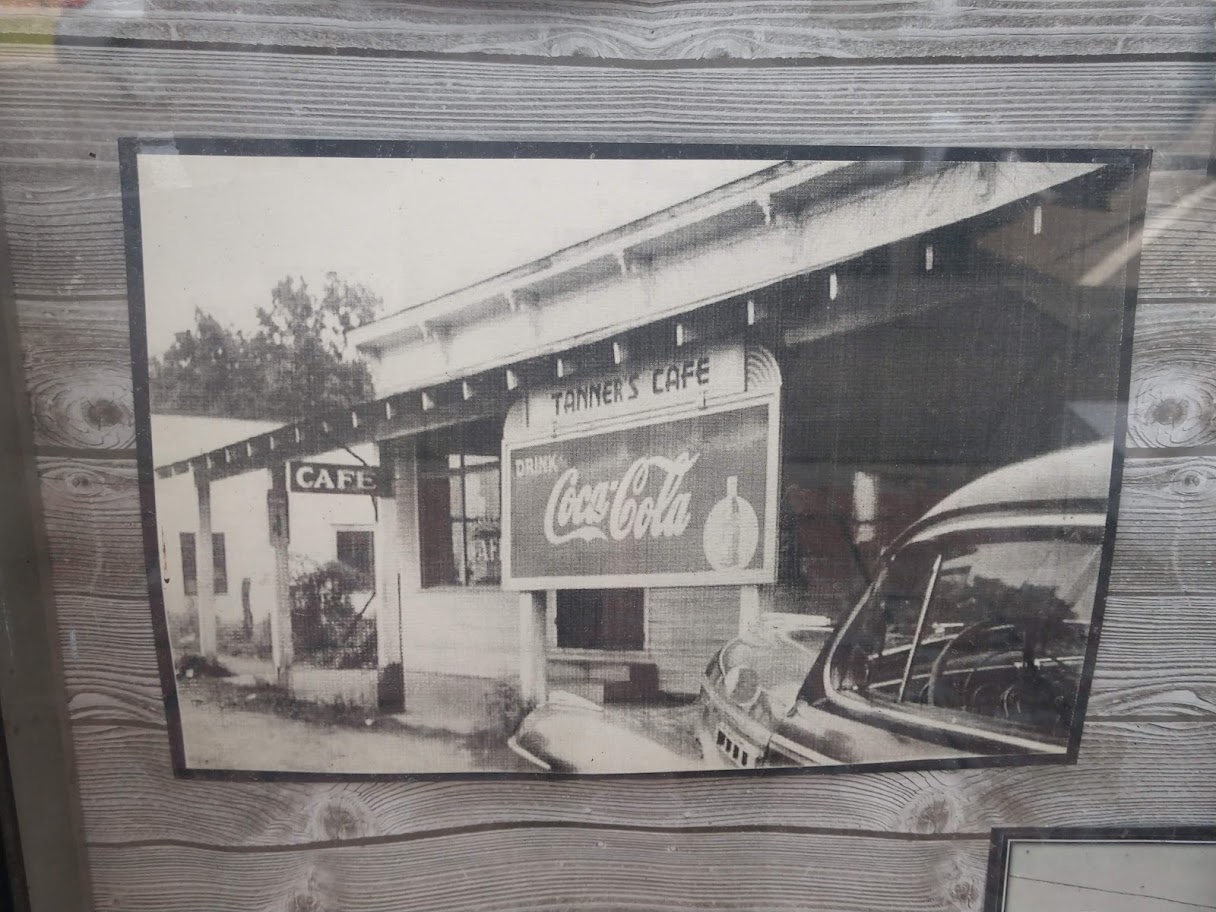 TANNER'S CAFE
CAFE
DRINK
Coca-Cola